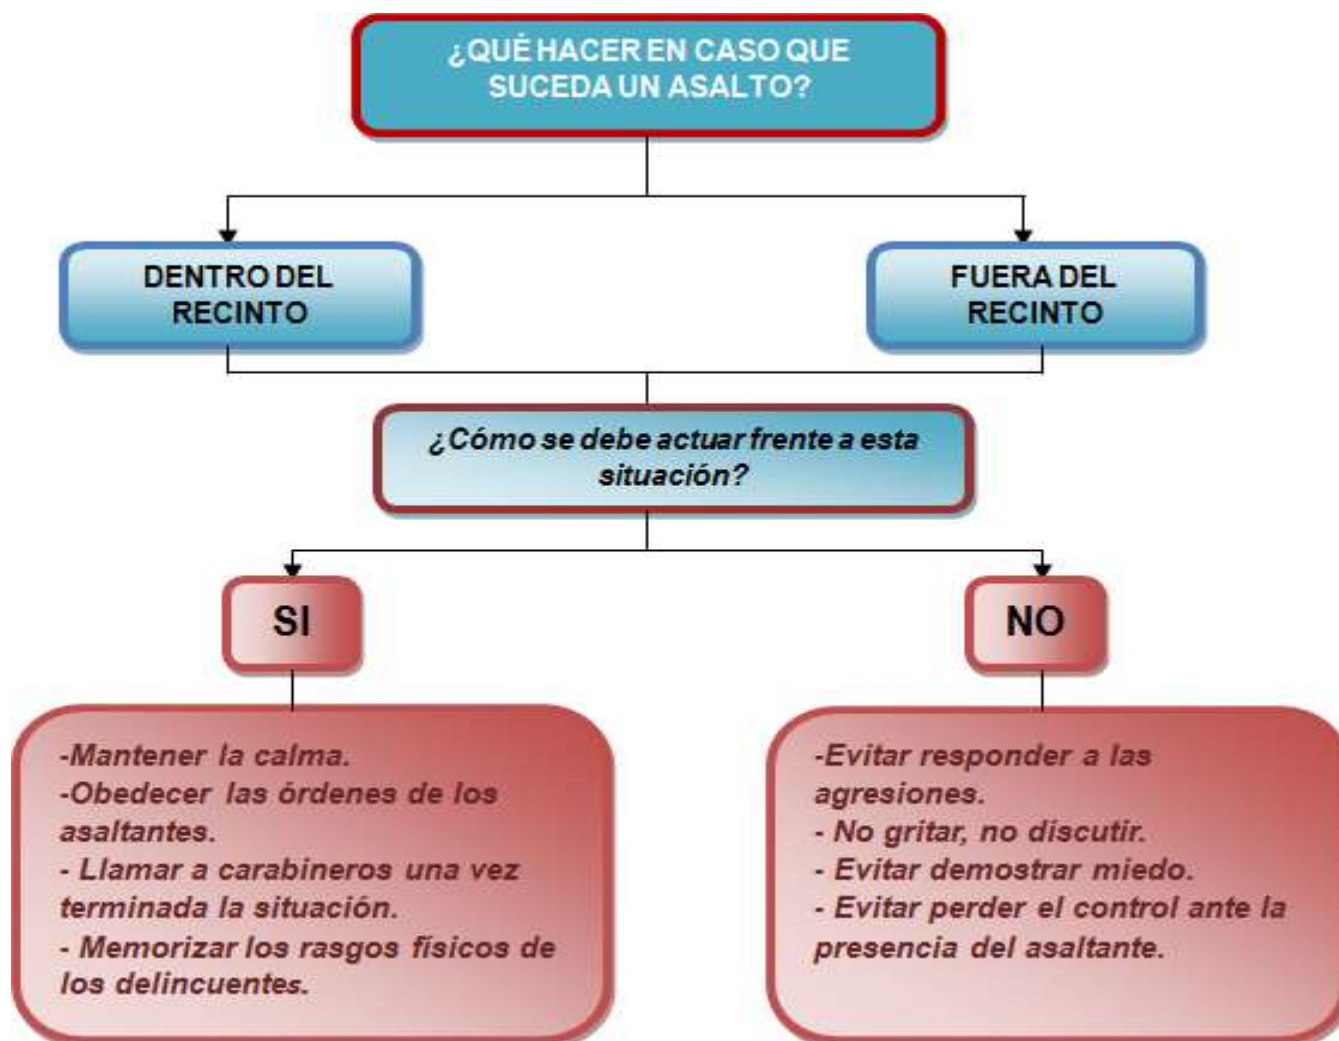 ¿QUÉ HACER EN CASO QUE
SUCEDA UN ASALTO?
DENTRO DEL
RECINTO
FUERA DEL
RECINTO
¿Cómo se debe actuar frente a esta
situación?
SI
NO
-Mantener la calma.
-Obedecer las órdenes de los
asaltantes.
- Llamar a carabineros una vez
terminada la situación.
- Memorizar los rasgos físicos de
los delincuentes.
-Evitar responder a las
agresiones.
- No gritar, no discutir.
- Evitar demostrar miedo.
- Evitar perder el control ante la
presencia del asaltante.